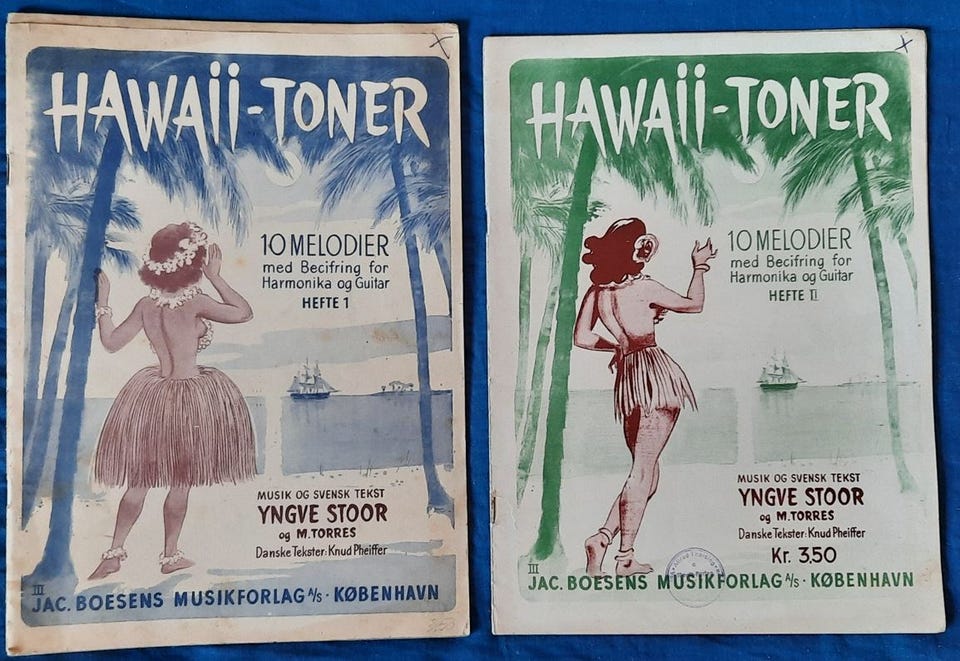 HAWAII-TONER
10 MELODIER
med Becifring for
Harmonika og Guitar
HEFTE 1
MUSIK OG SVENSK TEKST
YNGVE STOOR
og M. TORRES
Danske Tekster: Knud Pheiffer
III
JAC. BOESENS MUSIKFORLAG A/S · KØBENHAVN
HAWAII-TONER
10 MELODIER
med Becifring for
Harmonika og Guitar
HEFTE II
MUSIK OG SVENSK TEKST
YNGVE STOOR
og M. TORRES
Danske Tekster: Knud Pheiffer
Kr. 3,50
III
JAC. BOESENS MUSIKFORLAG A/S · KØBENHAVN